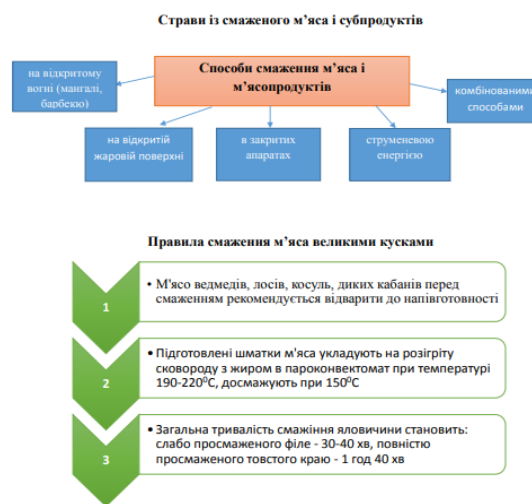 Страви із смаженого м’яса і субпродуктів
Способи смаження м’яса і
м’ясопродуктів
на відкритому
вогні (мангалі,
барбекю)
комбінованими
способами
на відкритій
жаровій поверхні
в закритих
апаратах
струменевою
енергією
Правила смаження м’яса великими кусками
1
• М'ясо ведмедів, лосів, косуль, диких кабанів перед
смаженням рекомендується відварити до напівготовності
2
• Підготовлені шматки м'яса укладають на розігріту
сковороду з жиром в пароконвектомат при температурі
190-220⁰С, досмажують при 150⁰С
3
• Загальна тривалість смажіння яловичини становить:
слабо просмаженого філе - 30-40 хв, повністю
просмаженого товстого краю - 1 год 40 хв